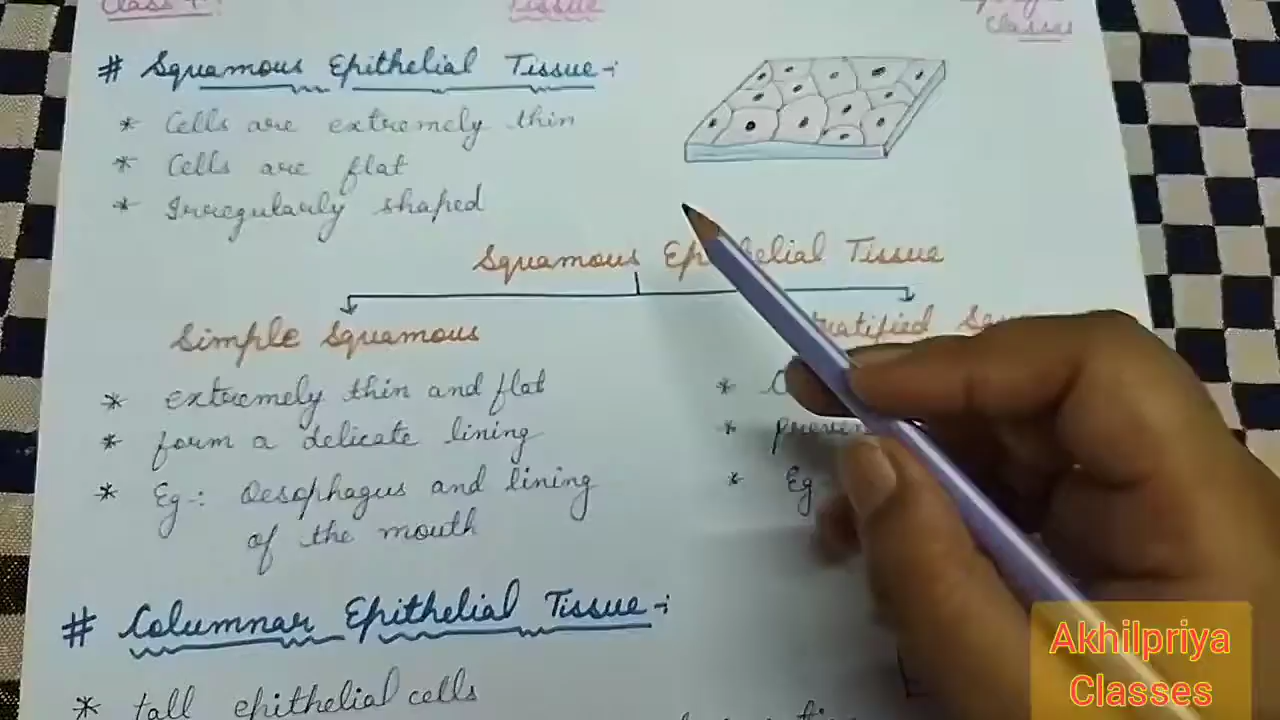 Tissue
Classes
# Squamous Epithelial Tissue -:
* Cells are extremely thin
* Cells are flat
* Irregularly shaped
Squamous Epithelial Tissue
Simple Squamous
* extremely thin and flat
* form a delicate lining
* Eg -: Oesophagus and lining
of the mouth
*
*
* Eg
# Columnar Epithelial Tissue -:
* tall epithelial cells
Akhilpriya
Classes